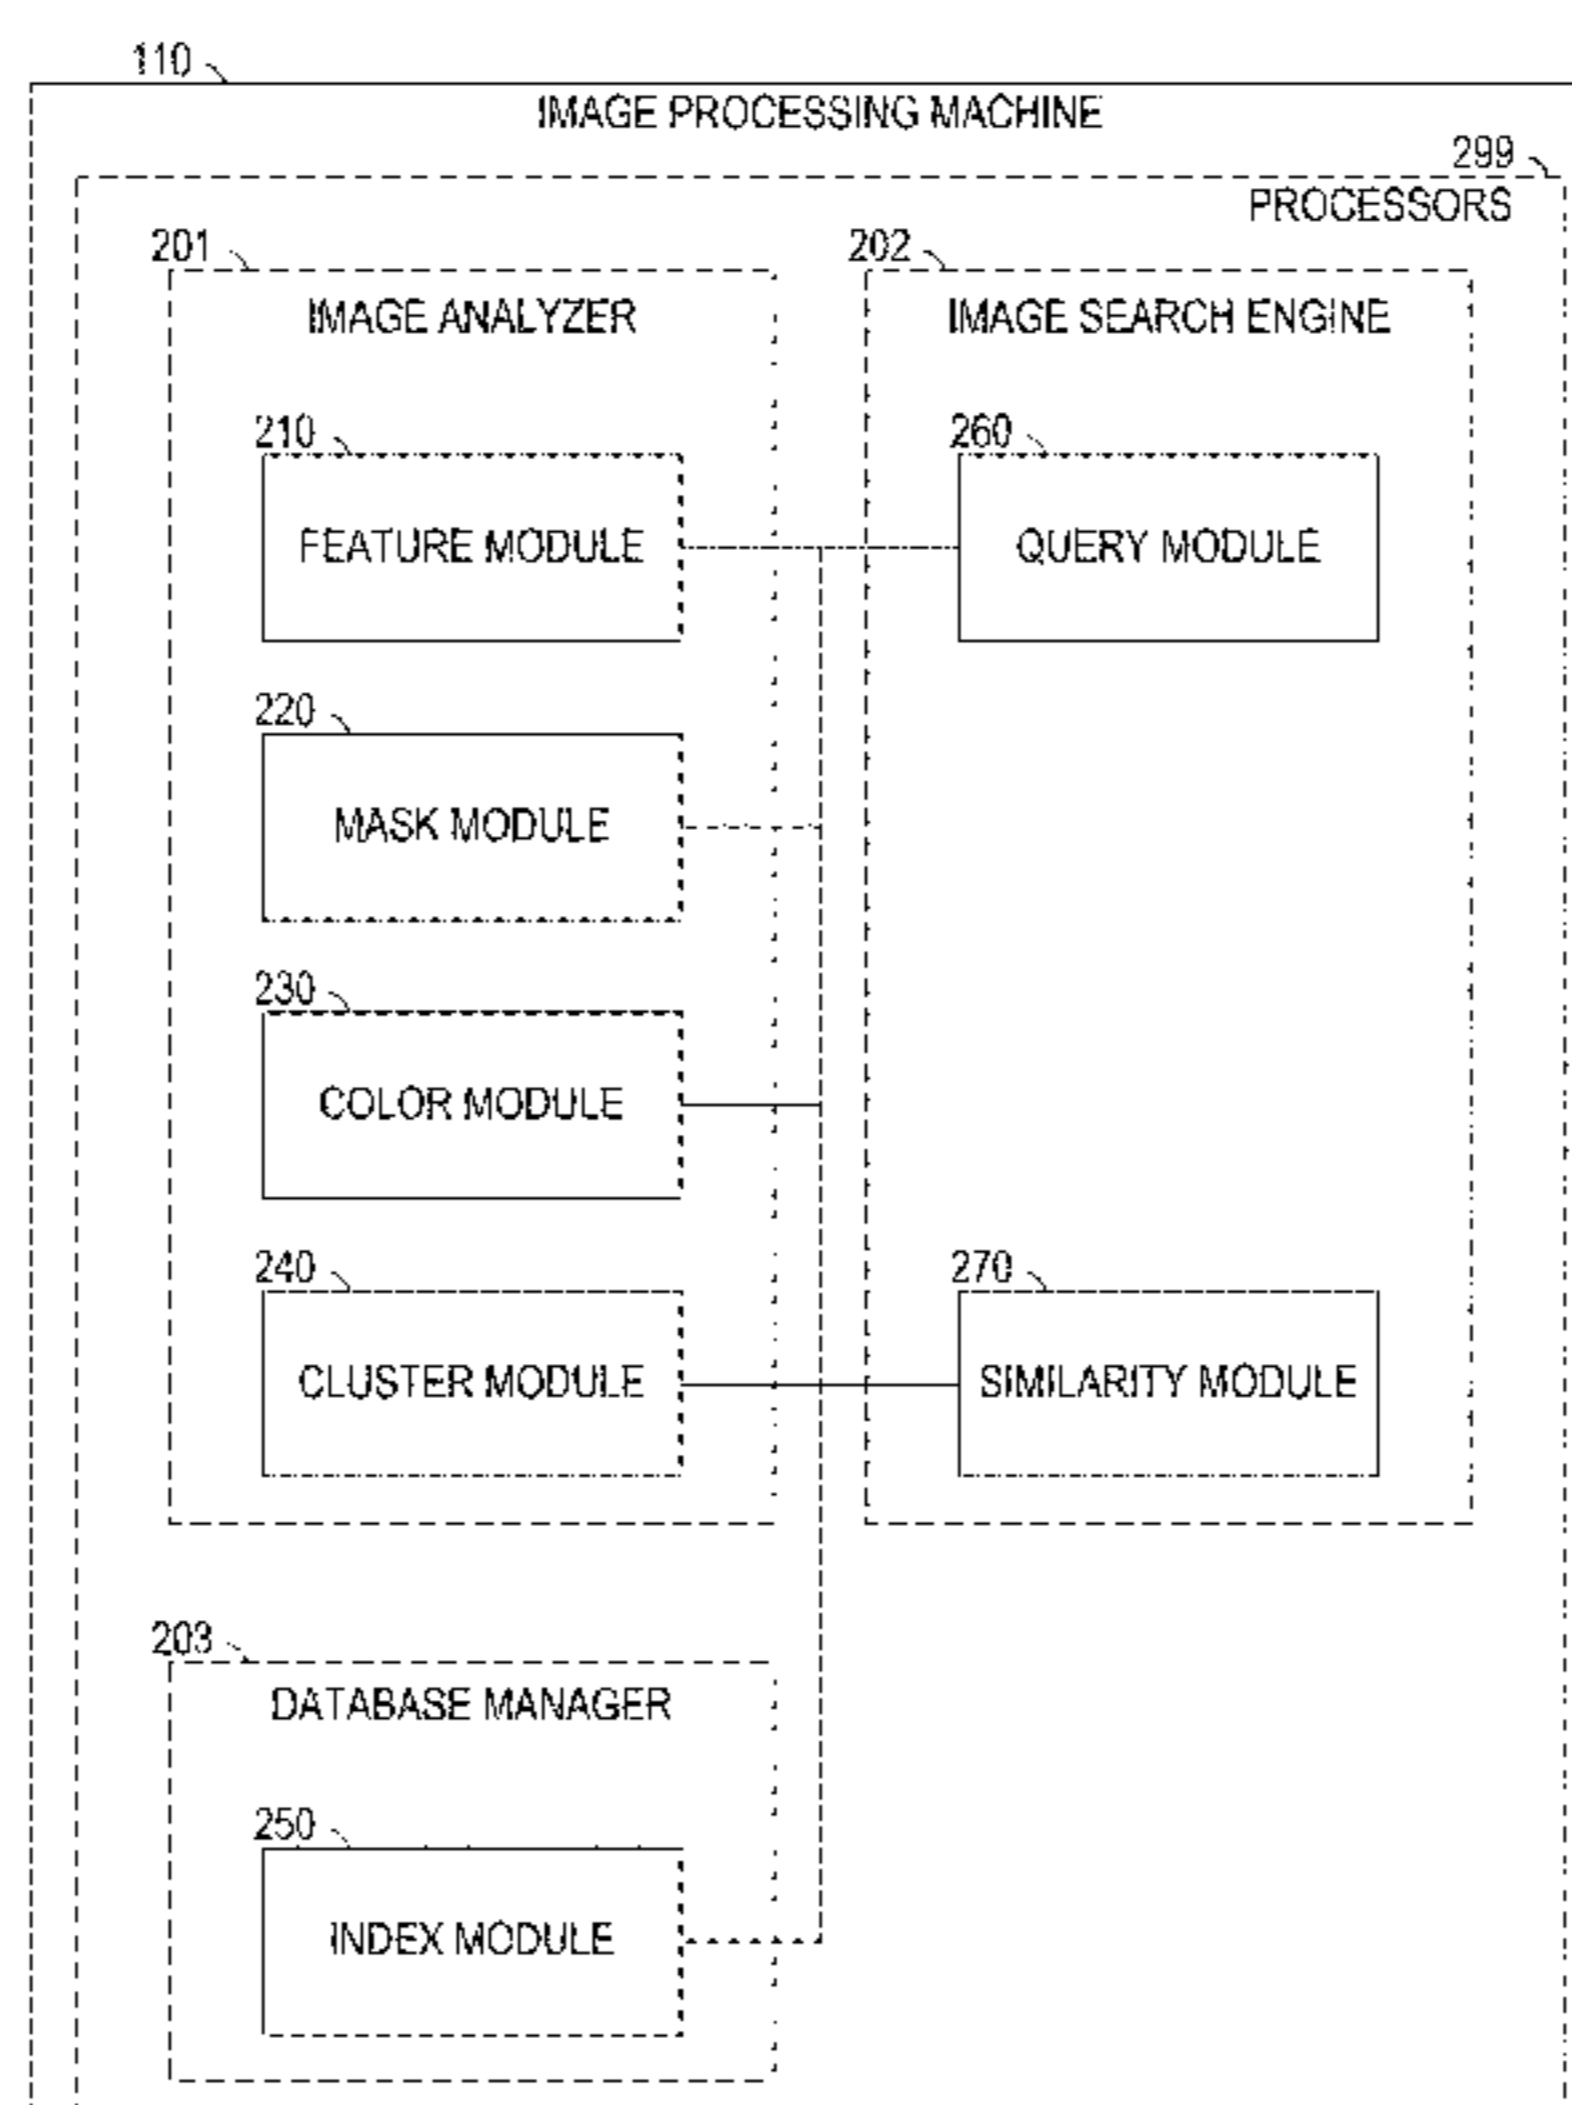 110
IMAGE PROCESSING MACHINE
299
PROCESSORS
201
IMAGE ANALYZER
210
FEATURE MODULE
220
MASK MODULE
230
COLOR MODULE
240
CLUSTER MODULE
202
IMAGE SEARCH ENGINE
260
QUERY MODULE
270
SIMILARITY MODULE
203
DATABASE MANAGER
250
INDEX MODULE